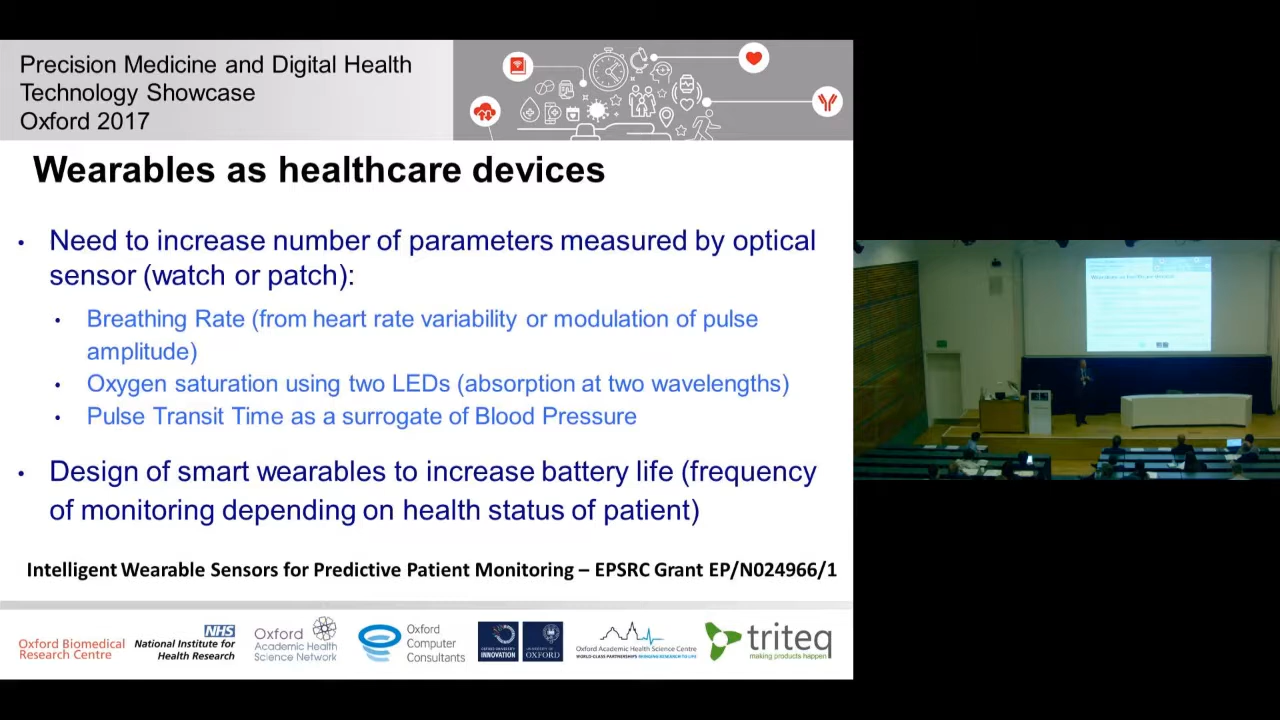 Precision Medicine and Digital Health
Technology Showcase
Oxford 2017
Wearables as healthcare devices
• Need to increase number of parameters measured by optical
sensor (watch or patch):
• Breathing Rate (from heart rate variability or modulation of pulse
amplitude)
• Oxygen saturation using two LEDs (absorption at two wavelengths)
• Pulse Transit Time as a surrogate of Blood Pressure
• Design of smart wearables to increase battery life (frequency
of monitoring depending on health status of patient)
Intelligent Wearable Sensors for Predictive Patient Monitoring – EPSRC Grant EP/N024966/1
Oxford Biomedical
Research Centre
NHS
National Institute for
Health Research
Oxford
Academic Health
Science Network
Oxford
Computer
Consultants
OXFORD UNIVERSITY
INNOVATION
UNIVERSITY OF
OXFORD
Oxford Academic Health Science Centre
WORLD-CLASS PARTNERSHIPS BRINGING RESEARCH TO LIFE
triteq
making products happen
Wearables as healthcare devices